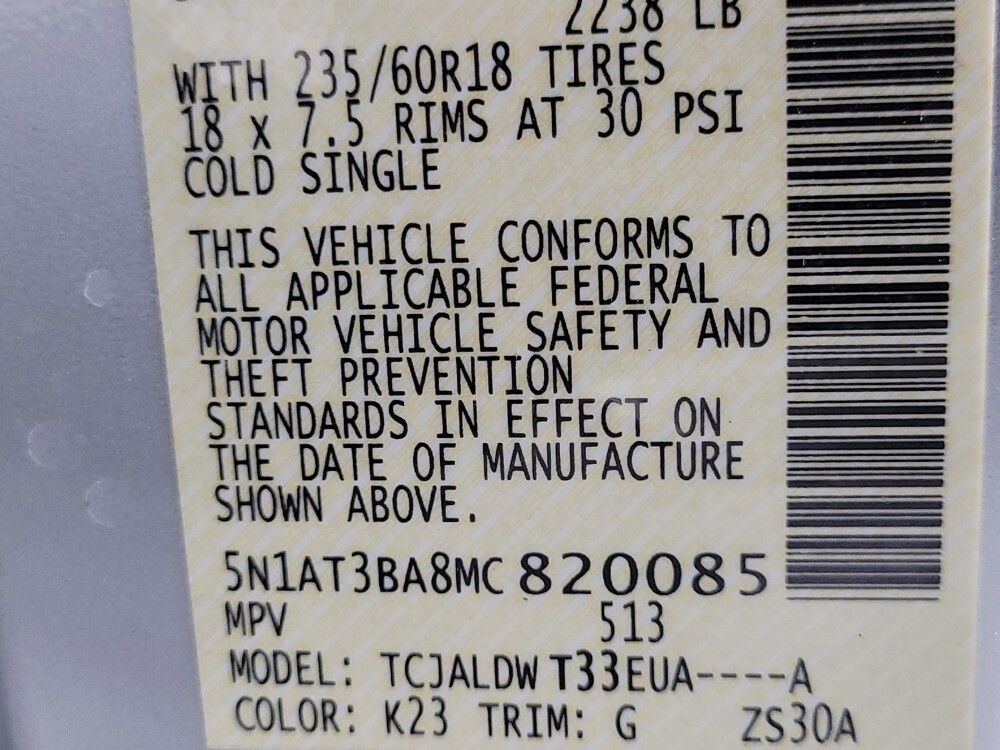 2238 LB
WITH 235/60R18 TIRES
18 x 7.5 RIMS AT 30 PSI
COLD SINGLE
THIS VEHICLE CONFORMS TO
ALL APPLICABLE FEDERAL
MOTOR VEHICLE SAFETY AND
THEFT PREVENTION
STANDARDS IN EFFECT ON
THE DATE OF MANUFACTURE
SHOWN ABOVE.
5N1AT3BA8MC820085
MPV 513
MODEL: TCJALDW T33EUA----A
COLOR: K23 TRIM: G ZS30A